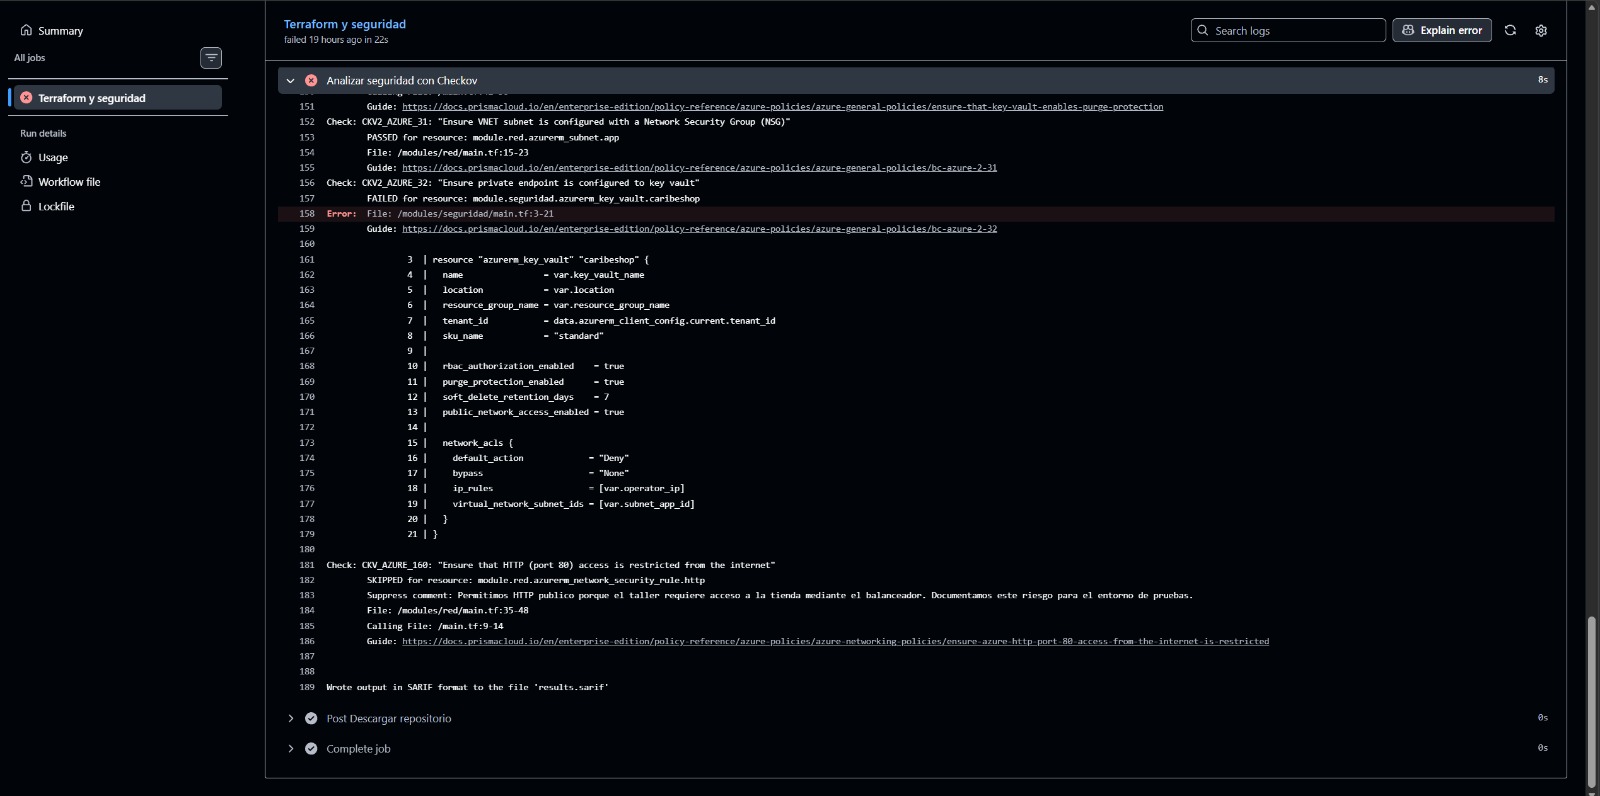 Summary
All jobs
Terraform y seguridad
Run details
Usage
Workflow file
Lockfile
Terraform y seguridad
failed 19 hours ago in 22s
Search logs
Explain error
Analizar seguridad con Checkov
8s
151 Guide: https://docs.prismacloud.io/en/enterprise-edition/policy-reference/azure-policies/azure-general-policies/ensure-that-key-vault-enables-purge-protection
152 Check: CKV2_AZURE_31: "Ensure VNET subnet is configured with a Network Security Group (NSG)"
153 PASSED for resource: module.red.azurerm_subnet.app
154 File: /modules/red/main.tf:15-23
155 Guide: https://docs.prismacloud.io/en/enterprise-edition/policy-reference/azure-policies/azure-general-policies/bc-azure-2-31
156 Check: CKV2_AZURE_32: "Ensure private endpoint is configured to key vault"
157 FAILED for resource: module.seguridad.azurerm_key_vault.caribeshop
158 Error: File: /modules/seguridad/main.tf:3-21
159 Guide: https://docs.prismacloud.io/en/enterprise-edition/policy-reference/azure-policies/azure-general-policies/bc-azure-2-32
160
161 3 | resource "azurerm_key_vault" "caribeshop" {
162 4 | name = var.key_vault_name
163 5 | location = var.location
164 6 | resource_group_name = var.resource_group_name
165 7 | tenant_id = data.azurerm_client_config.current.tenant_id
166 8 | sku_name = "standard"
167 9 |
168 10 | rbac_authorization_enabled = true
169 11 | purge_protection_enabled = true
170 12 | soft_delete_retention_days = 7
171 13 | public_network_access_enabled = true
172 14 |
173 15 | network_acls {
174 16 | default_action = "Deny"
175 17 | bypass = "None"
176 18 | ip_rules = [var.operator_ip]
177 19 | virtual_network_subnet_ids = [var.subnet_app_id]
178 20 | }
179 21 | }
180
181 Check: CKV_AZURE_160: "Ensure that HTTP (port 80) access is restricted from the internet"
182 SKIPPED for resource: module.red.azurerm_network_security_rule.http
183 Suppress comment: Permitimos HTTP publico porque el taller requiere acceso a la tienda mediante el balanceador. Documentamos este riesgo para el entorno de pruebas.
184 File: /modules/red/main.tf:35-48
185 Calling File: /main.tf:9-14
186 Guide: https://docs.prismacloud.io/en/enterprise-edition/policy-reference/azure-policies/azure-networking-policies/ensure-azure-http-port-80-access-from-the-internet-is-restricted
187
188
189 Wrote output in SARIF format to the file 'results.sarif'
Post Descargar repositorio
0s
Complete job
0s